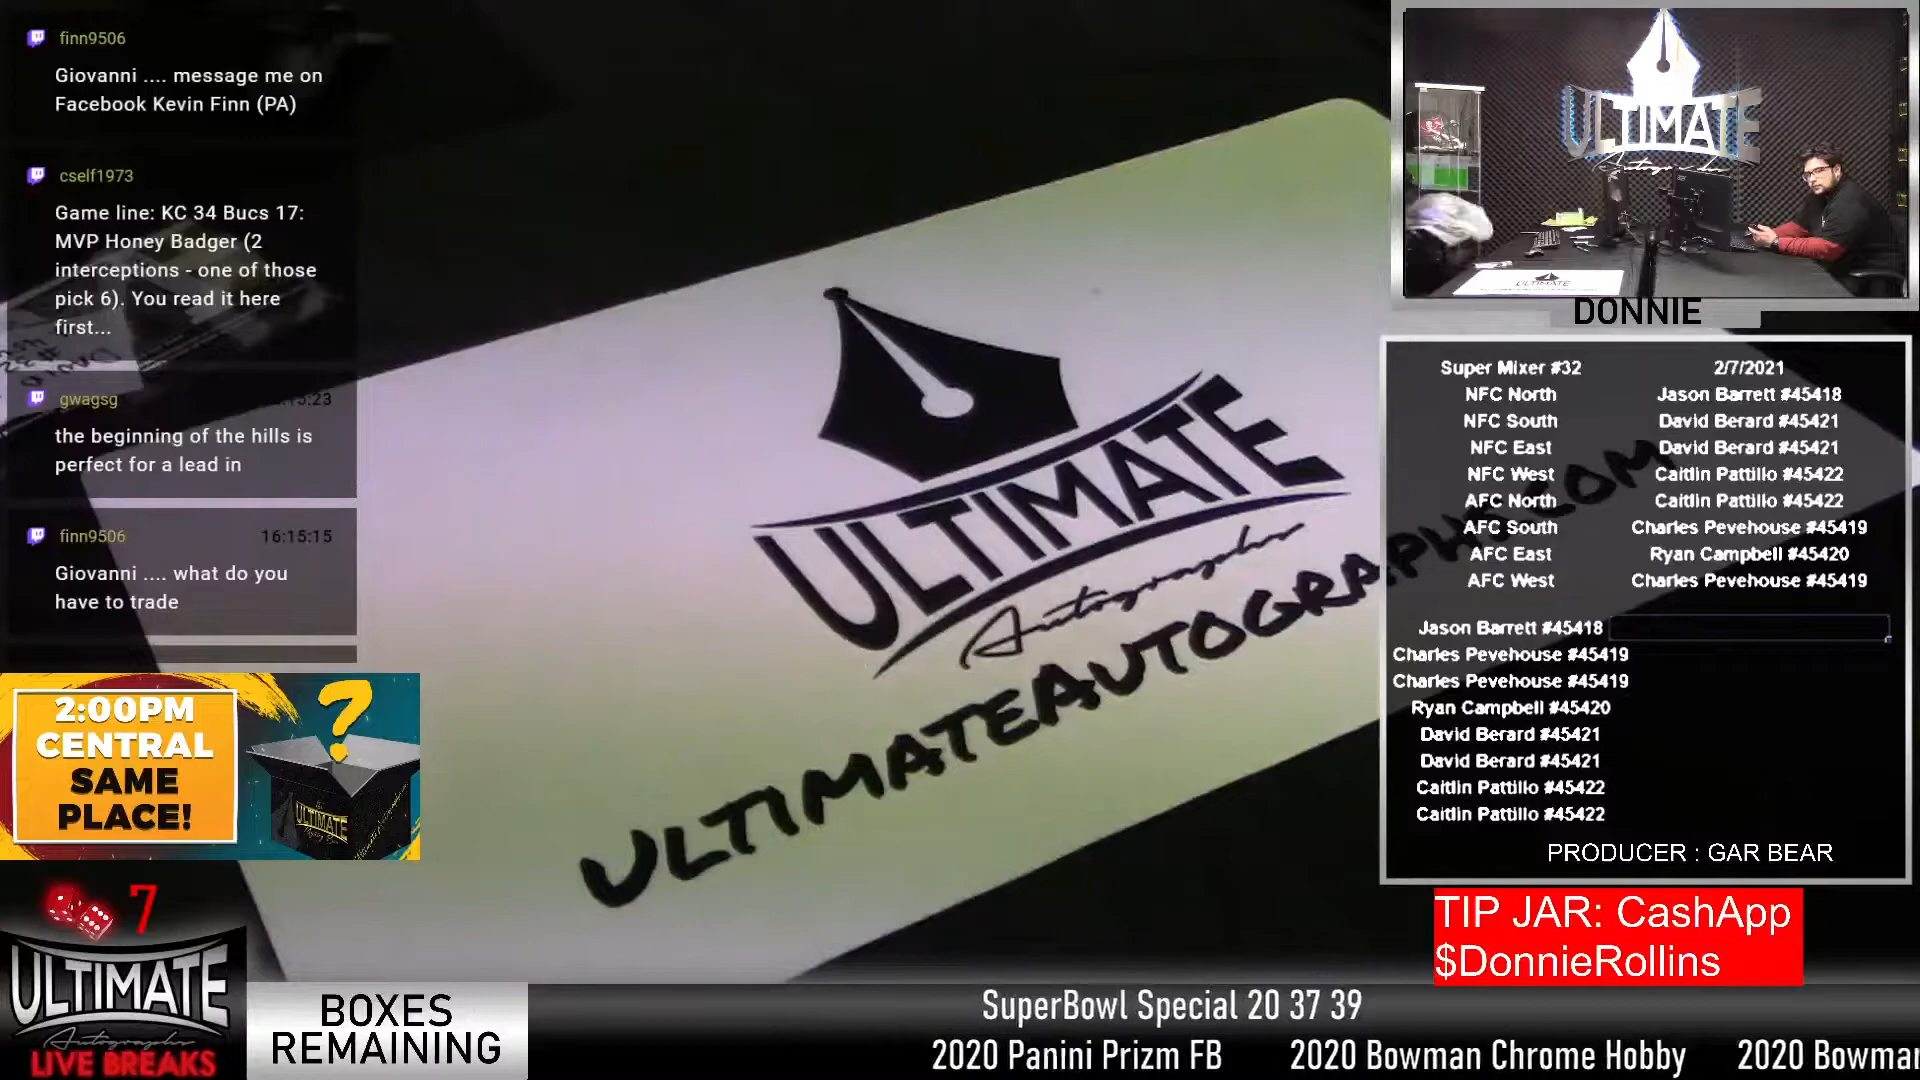 finn9506
Giovanni .... message me on
Facebook Kevin Finn (PA)
cself1973
Game line: KC 34 Bucs 17:
MVP Honey Badger (2
interceptions - one of those
pick 6). You read it here
first...
gwagsg
the beginning of the hills is
perfect for a lead in
finn9506 16:15:15
Giovanni .... what do you
have to trade
2:00PM
CENTRAL
SAME
PLACE!
ULTIMATE
7
ULTIMATE
Autographs
LIVE BREAKS
BOXES
REMAINING
ULTIMATE
Autographs
ULTIMATEAUTOGRAPHS.COM
ULTIMATE
Autographs
ULTIMATE
DONNIE
Super Mixer #32 2/7/2021
NFC North Jason Barrett #45418
NFC South David Berard #45421
NFC East David Berard #45421
NFC West Caitlin Pattillo #45422
AFC North Caitlin Pattillo #45422
AFC South Charles Pevehouse #45419
AFC East Ryan Campbell #45420
AFC West Charles Pevehouse #45419
Jason Barrett #45418
Charles Pevehouse #45419
Charles Pevehouse #45419
Ryan Campbell #45420
David Berard #45421
David Berard #45421
Caitlin Pattillo #45422
Caitlin Pattillo #45422
PRODUCER : GAR BEAR
TIP JAR: CashApp
$DonnieRollins
SuperBowl Special 20 37 39
2020 Panini Prizm FB 2020 Bowman Chrome Hobby 2020 Bowman